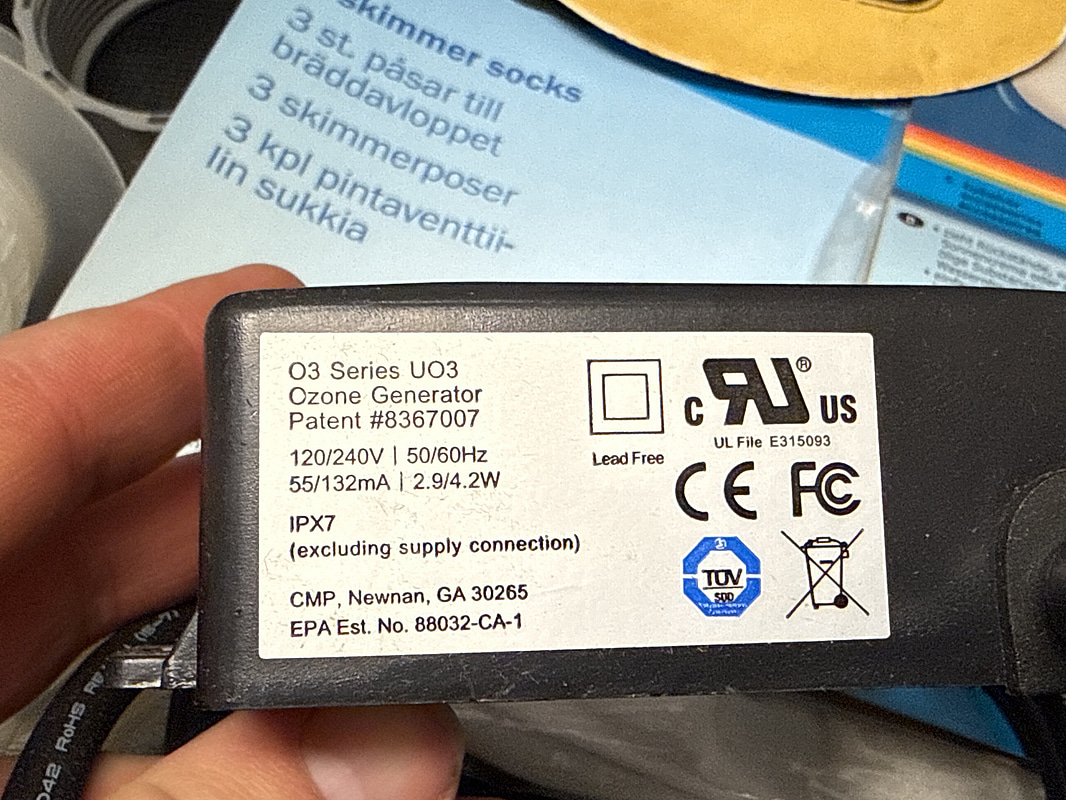 skimmer socks
3 st. påsar till
bräddavloppet
3 skimmerposer
3 kpl pintaventtii-
lin sukkia
O3 Series UO3
Ozone Generator
Patent #8367007
120/240V | 50/60Hz
55/132mA | 2.9/4.2W
IPX7
(excluding supply connection)
CMP, Newnan, GA 30265
EPA Est. No. 88032-CA-1
Lead Free
c RU ® US
UL File E315093
CE FC
TÜV
SÜD
D42 RoHS